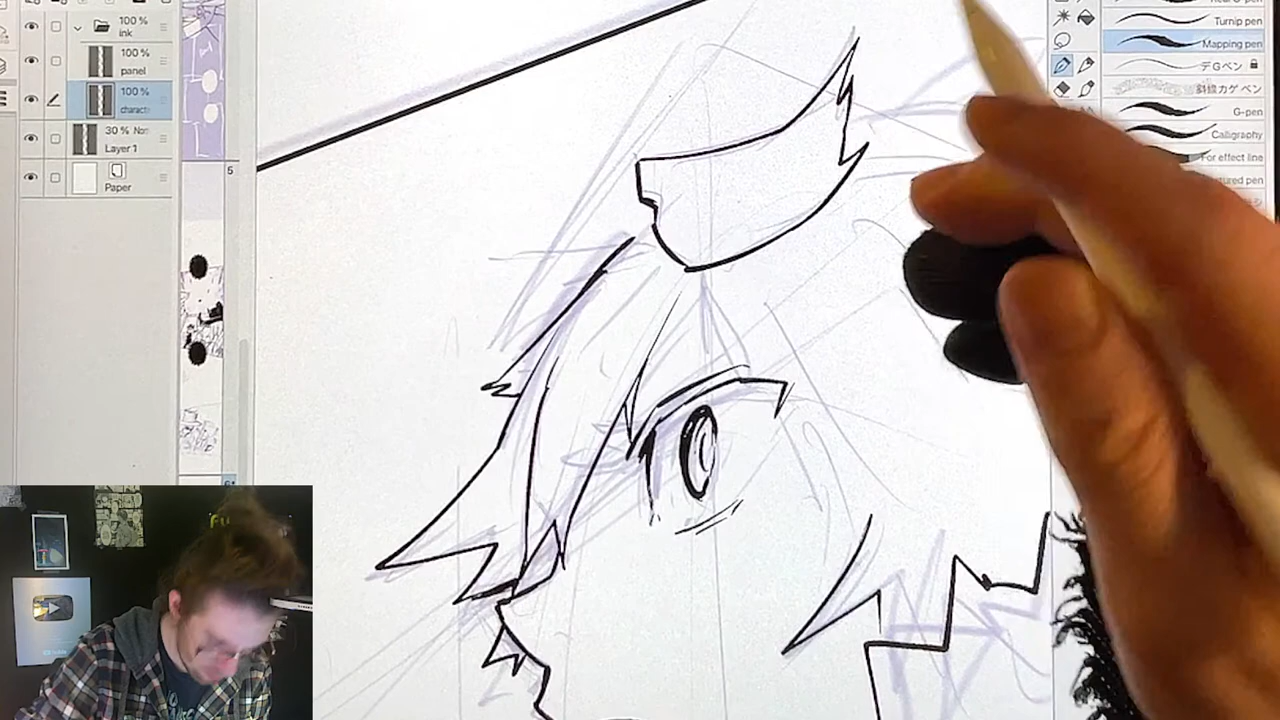 100 %
ink
100 %
panel
100 %
charact
30 % Nor
Layer 1
Paper
5
Turnip pen
Mapping pen
デGペン
斜線カケペン
G-pen
Calligraphy
For effect line
tured pen